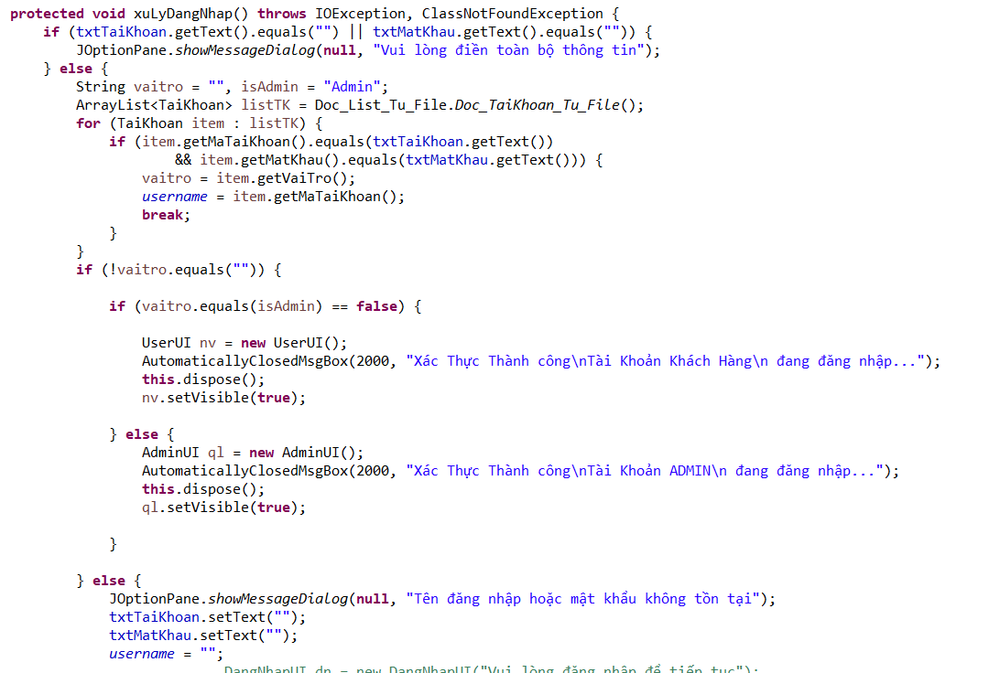 protected void xuLyDangNhap() throws IOException, ClassNotFoundException {
if (txtTaiKhoan.getText().equals("") || txtMatKhau.getText().equals("")) {
JOptionPane.showMessageDialog(null, "Vui lòng điền toàn bộ thông tin");
} else {
String vaitro = "", isAdmin = "Admin";
ArrayList<TaiKhoan> listTK = Doc_List_Tu_File.Doc_TaiKhoan_Tu_File();
for (TaiKhoan item : listTK) {
if (item.getMaTaiKhoan().equals(txtTaiKhoan.getText())
&& item.getMatKhau().equals(txtMatKhau.getText())) {
vaitro = item.getVaiTro();
username = item.getMaTaiKhoan();
break;
}
}
if (!vaitro.equals("")) {
if (vaitro.equals(isAdmin) == false) {
UserUI nv = new UserUI();
AutomaticallyClosedMsgBox(2000, "Xác Thực Thành công\nTài Khoản Khách Hàng\n đang đăng nhập...");
this.dispose();
nv.setVisible(true);
} else {
AdminUI ql = new AdminUI();
AutomaticallyClosedMsgBox(2000, "Xác Thực Thành công\nTài Khoản ADMIN\n đang đăng nhập...");
this.dispose();
ql.setVisible(true);
}
} else {
JOptionPane.showMessageDialog(null, "Tên đăng nhập hoặc mật khẩu không tồn tại");
txtTaiKhoan.setText("");
txtMatKhau.setText("");
username = "";
DangNhapUI dn = new DangNhapUI("Vui lòng đăng nhập để tiếp tục");